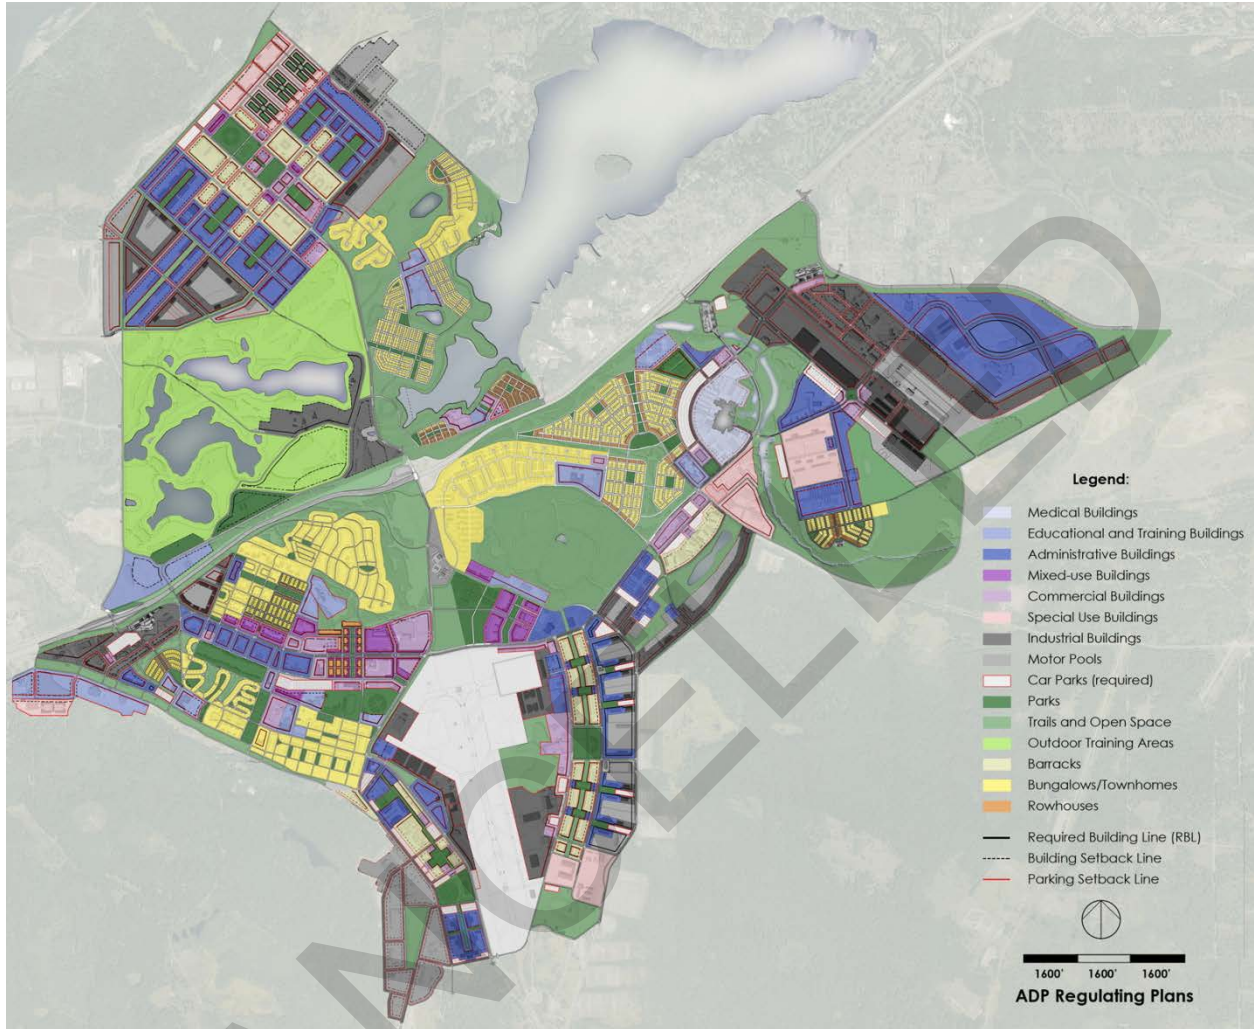 Legend:
Medical Buildings
Educational and Training Buildings
Administrative Buildings
Mixed-use Buildings
Commercial Buildings
Special Use Buildings
Industrial Buildings
Motor Pools
Car Parks (required)
Parks
Trails and Open Space
Outdoor Training Areas
Barracks
Bungalows/Townhomes
Rowhouses
Required Building Line (RBL)
Building Setback Line
Parking Setback Line
1600' 1600' 1600'
ADP Regulating Plans